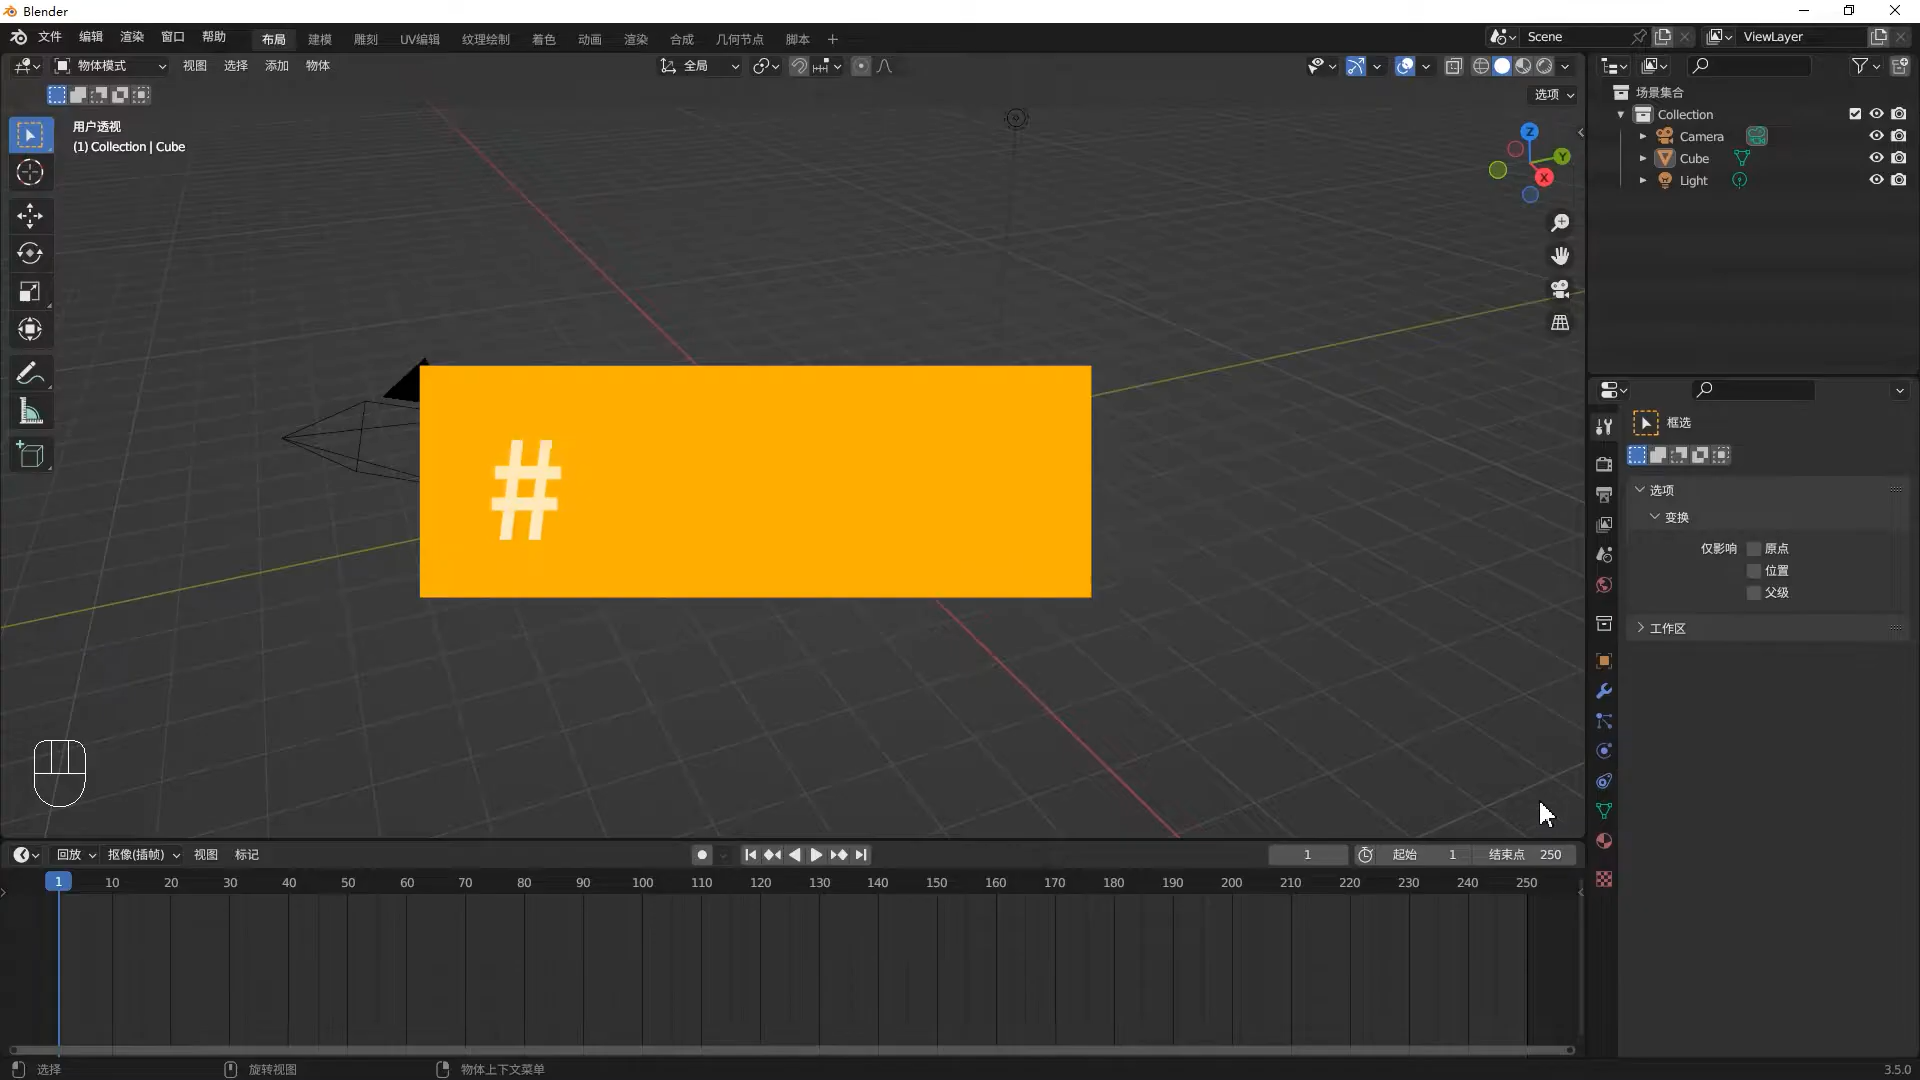 Blender
文件 编辑 渲染 窗口 帮助 布局 建模 雕刻 UV编辑 纹理绘制 着色 动画 渲染 合成 几何节点 脚本 + Scene ViewLayer
物体模式 视图 选择 添加 物体 全局
选项
用户透视
(1) Collection | Cube
Z
Y
X
#
场景集合
Collection
Camera
Cube
Light
框选
选项
变换
仅影响 原点
位置
父级
工作区
回放 抠像(插帧) 视图 标记 1 起始 1 结束点 250
1 10 20 30 40 50 60 70 80 90 100 110 120 130 140 150 160 170 180 190 200 210 220 230 240 250
选择 旋转视图 物体上下文菜单 3.5.0